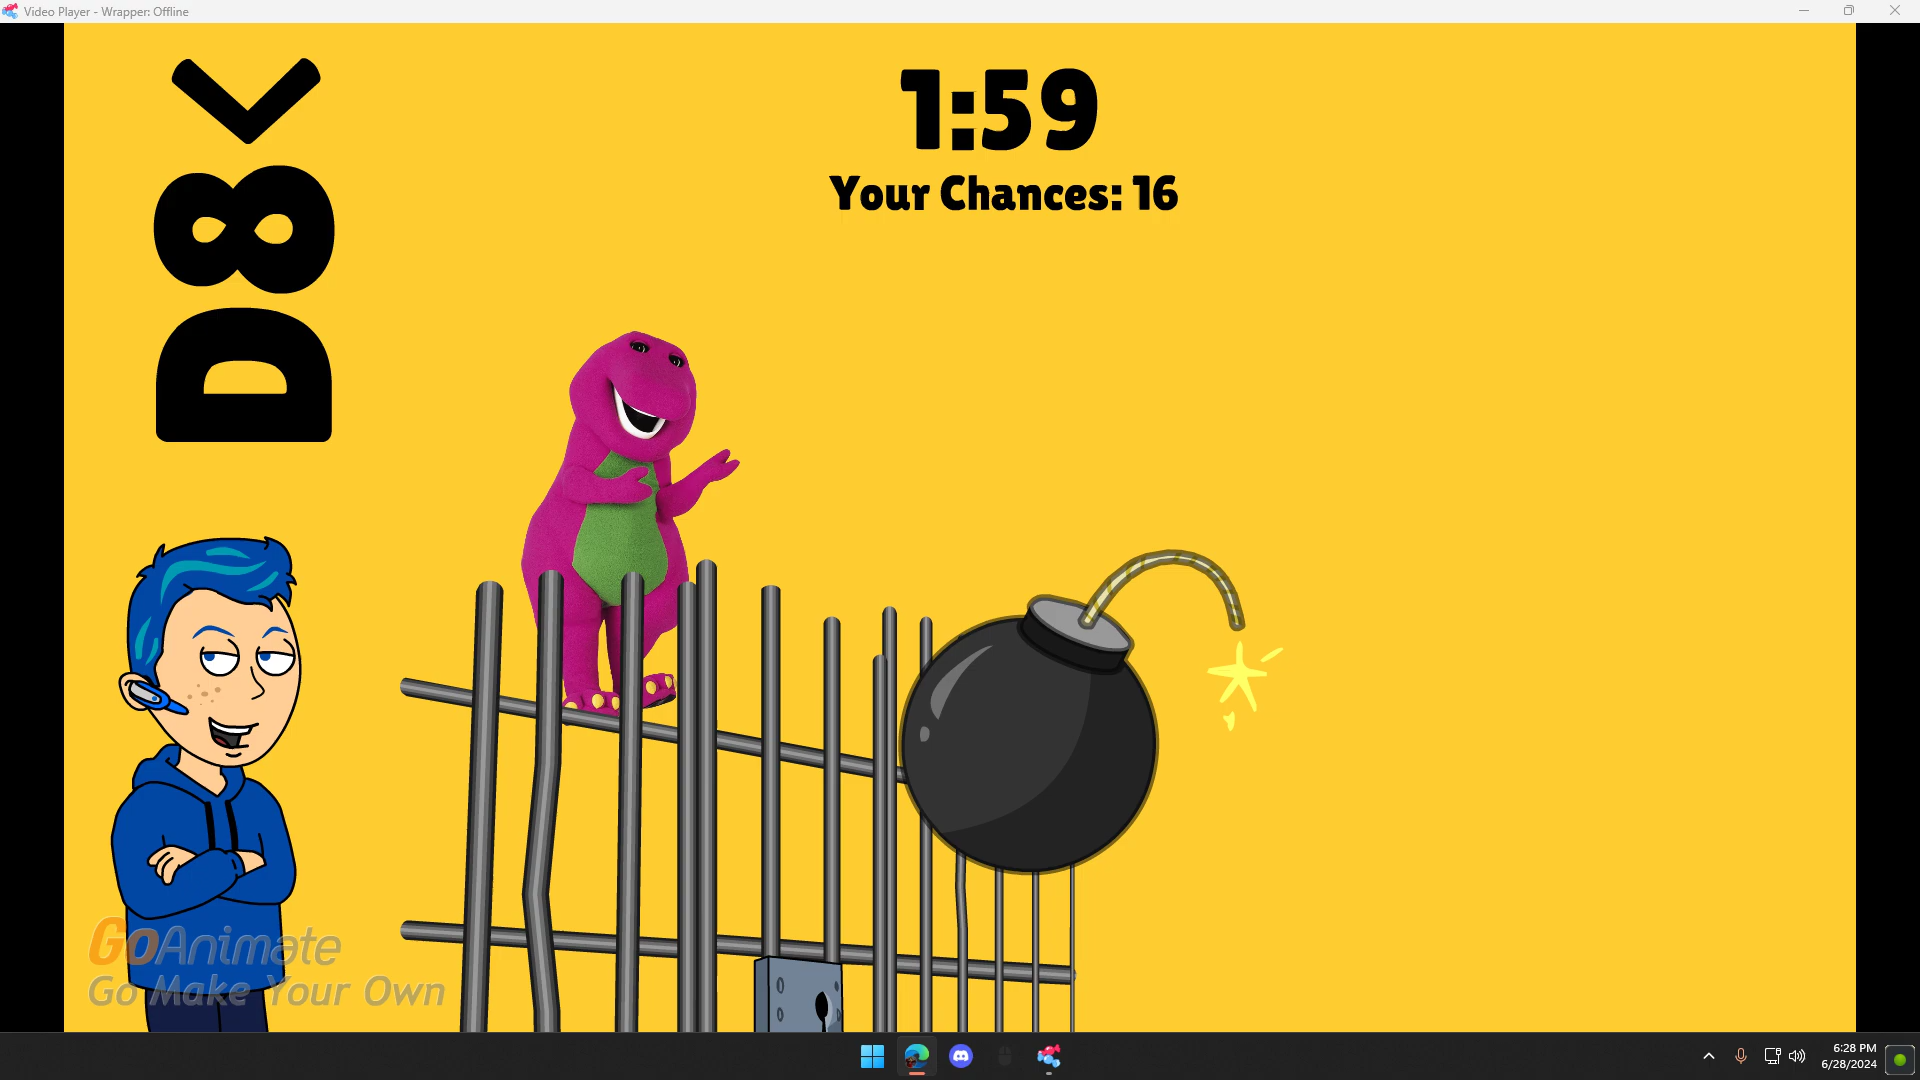 Video Player - Wrapper: Offline
1:59
Your Chances: 16
DB<
GoAnimate
Go Make Your Own
6:28 PM
6/28/2024